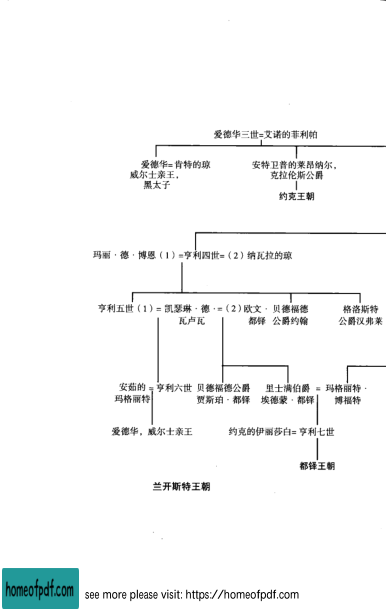 爱德华三世=艾诺的菲利帕
爱德华=肯特的琼
威尔士亲王,
黑太子
安特卫普的莱昂纳尔,
克拉伦斯公爵
约克王朝
玛丽·德·博恩(1)=亨利四世=(2)纳瓦拉的琼
亨利五世(1)= 凯瑟琳·德·=(2)欧文·
瓦卢瓦
都铎
贝德福德
公爵约翰
格洛斯特
公爵汉弗莱
安茹的=亨利六世
玛格丽特
贝德福德公爵
贾斯珀·都铎
里士满伯爵 = 玛格丽特·
埃德蒙·都铎
博福特
爱德华,威尔士亲王
约克的伊丽莎白=亨利七世
都铎王朝
兰开斯特王朝
homeofpdf.com
see more please visit: https://homeofpdf.com